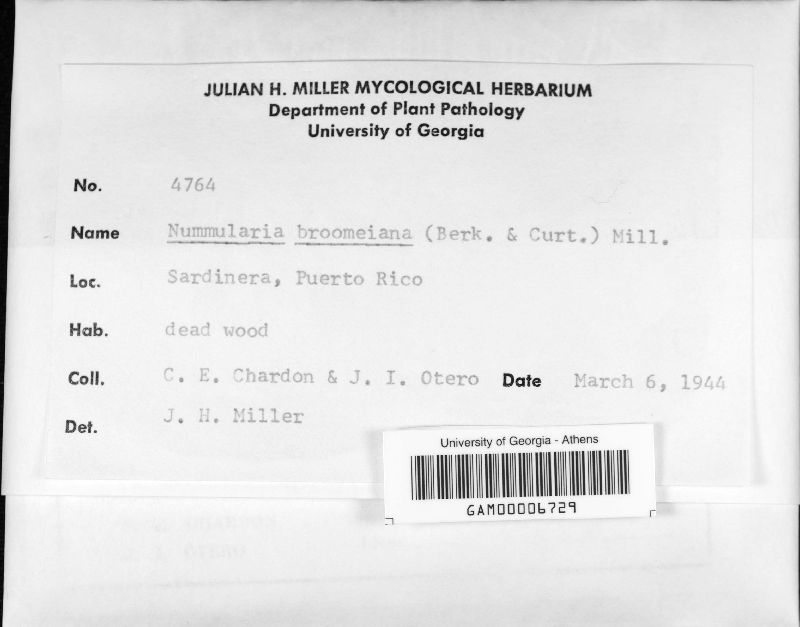 JULIAN H. MILLER MYCOLOGICAL HERBARIUM
Department of Plant Pathology
University of Georgia
No. 4764
Name Nummularia broomeiana (Berk. & Curt.) Mill.
Loc. Sardinera, Puerto Rico
Hab. dead wood
Coll. C. E. Chardon & J. I. Otero Date March 6, 1944
Det. J. H. Miller
University of Georgia - Athens
GAM00006729
CHARDON
OTERO